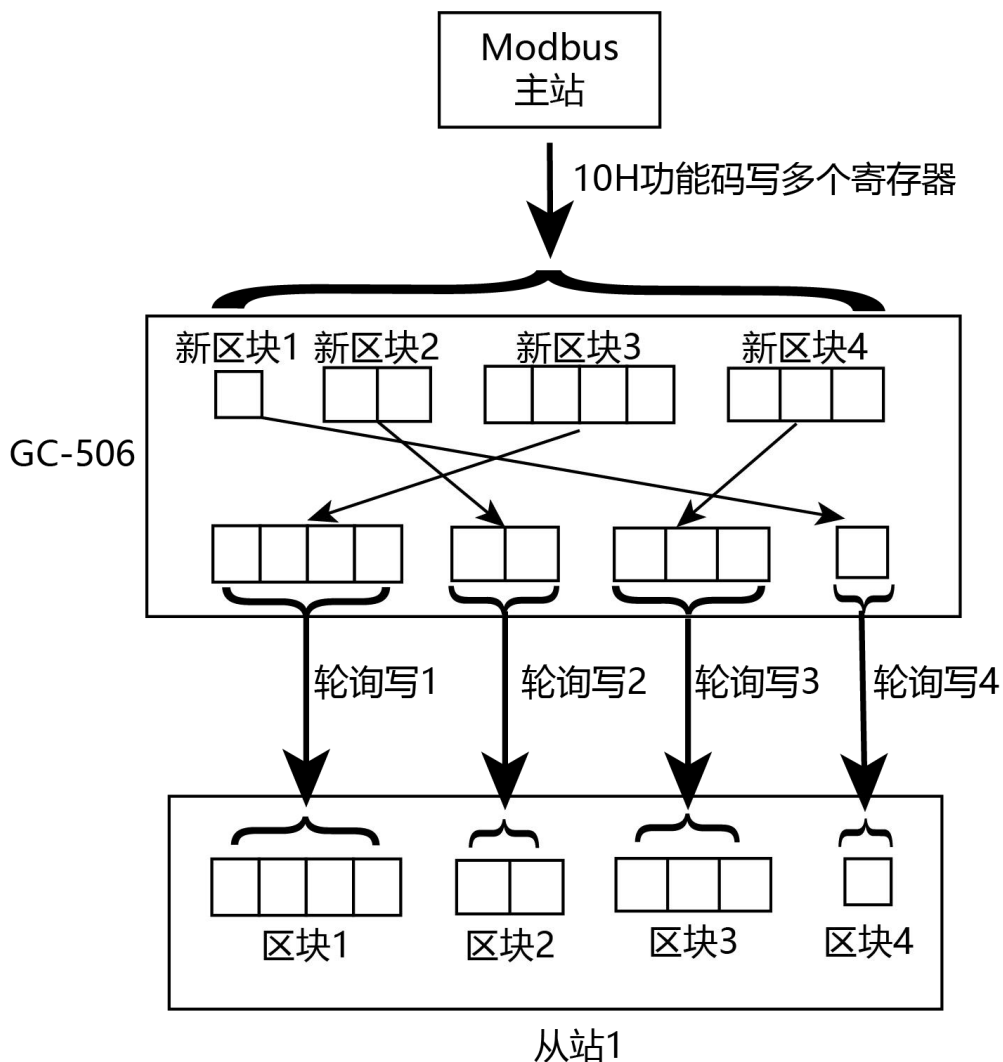 Modbus
主站
10H功能码写多个寄存器
新区块1 新区块2 新区块3 新区块4
GC-506
轮询写1 轮询写2 轮询写3 轮询写4
区块1 区块2 区块3 区块4
从站1